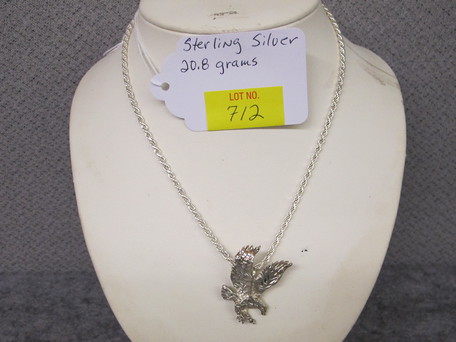 Sterling Silver
20.8 grams
LOT NO.
712